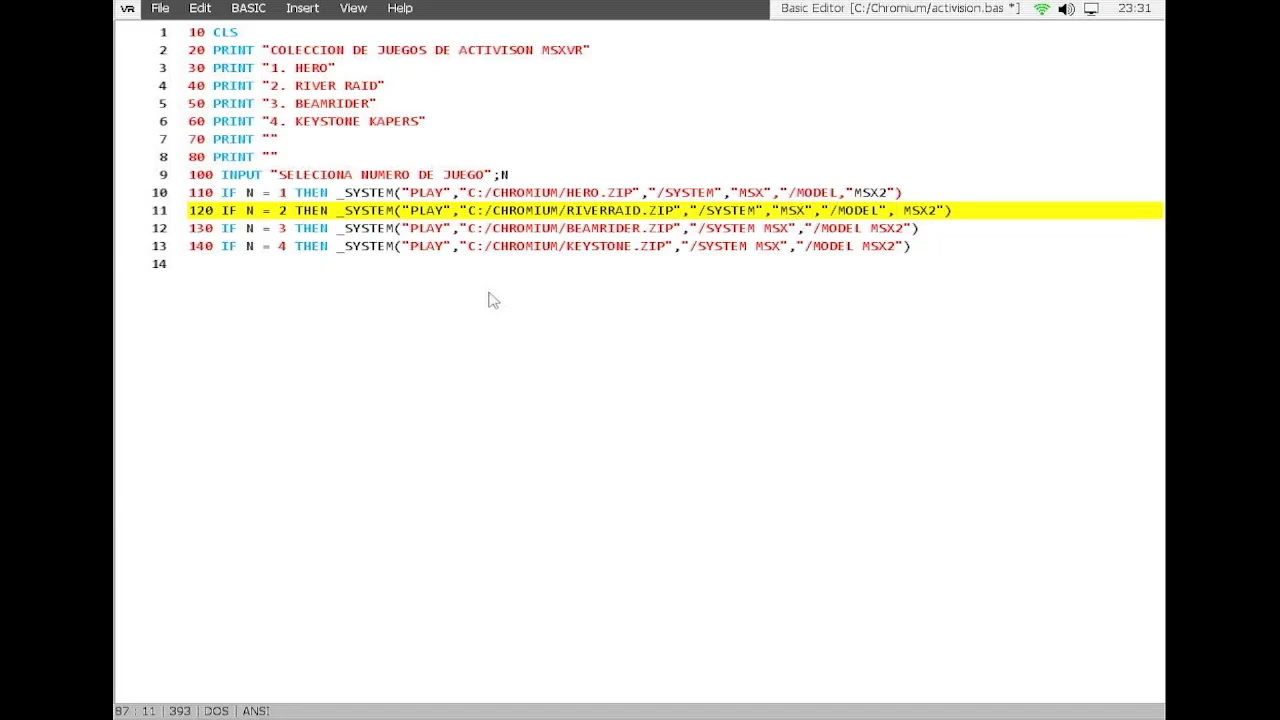 VR File Edit BASIC Insert View Help Basic Editor [C:/Chromium/activision.bas *] 23:31
1 10 CLS
2 20 PRINT "COLECCION DE JUEGOS DE ACTIVISON MSXVR"
3 30 PRINT "1. HERO"
4 40 PRINT "2. RIVER RAID"
5 50 PRINT "3. BEAMRIDER"
6 60 PRINT "4. KEYSTONE KAPERS"
7 70 PRINT ""
8 80 PRINT ""
9 100 INPUT "SELECIONA NUMERO DE JUEGO";N
10 110 IF N = 1 THEN _SYSTEM("PLAY","C:/CHROMIUM/HERO.ZIP","/SYSTEM","MSX","/MODEL,"MSX2")
11 120 IF N = 2 THEN _SYSTEM("PLAY","C:/CHROMIUM/RIVERRAID.ZIP","/SYSTEM","MSX","/MODEL", MSX2")
12 130 IF N = 3 THEN _SYSTEM("PLAY","C:/CHROMIUM/BEAMRIDER.ZIP","/SYSTEM MSX","/MODEL MSX2")
13 140 IF N = 4 THEN _SYSTEM("PLAY","C:/CHROMIUM/KEYSTONE.ZIP","/SYSTEM MSX","/MODEL MSX2")
14
87 : 11 | 393 | DOS | ANSI